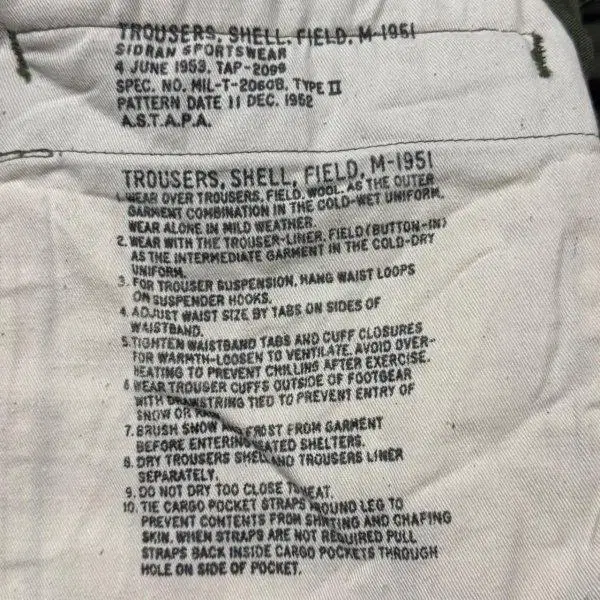 TROUSERS, SHELL, FIELD, M-1951
SIDRAN SPORTSWEAR
4 JUNE 1953, TAP-2099
SPEC. NO. MIL-T-2060B, TYPE II
PATTERN DATE 11 DEC. 1952
A.S.T.A.P.A.
TROUSERS, SHELL, FIELD, M-1951
1. WEAR OVER TROUSERS, FIELD, WOOL, AS THE OUTER
GARMENT COMBINATION IN THE COLD-WET UNIFORM.
WEAR ALONE IN MILD WEATHER.
2. WEAR WITH THE TROUSER-LINER, FIELD (BUTTON-IN)
AS THE INTERMEDIATE GARMENT IN THE COLD-DRY
UNIFORM.
3. FOR TROUSER SUSPENSION, HANG WAIST LOOPS
ON SUSPENDER HOOKS.
4. ADJUST WAIST SIZE BY TABS ON SIDES OF
WAISTBAND.
5. TIGHTEN WAISTBAND TABS AND CUFF CLOSURES
FOR WARMTH-LOOSEN TO VENTILATE. AVOID OVER-
HEATING TO PREVENT CHILLING AFTER EXERCISE.
6. WEAR TROUSER CUFFS OUTSIDE OF FOOTGEAR
WITH DRAWSTRING TIED TO PREVENT ENTRY OF
SNOW OR
7. BRUSH SNOW AND FROST FROM GARMENT
BEFORE ENTERING HEATED SHELTERS.
8. DRY TROUSERS SHELL AND TROUSERS LINER
SEPARATELY.
9. DO NOT DRY TOO CLOSE
10. TIE CARGO POCKET STRAPS AROUND LEG TO
PREVENT CONTENTS FROM SHIFTING AND CHAFING
SKIN. WHEN STRAPS ARE NOT REQUIRED PULL
STRAPS BACK INSIDE CARGO POCKETS THROUGH
HOLE ON SIDE OF POCKET.